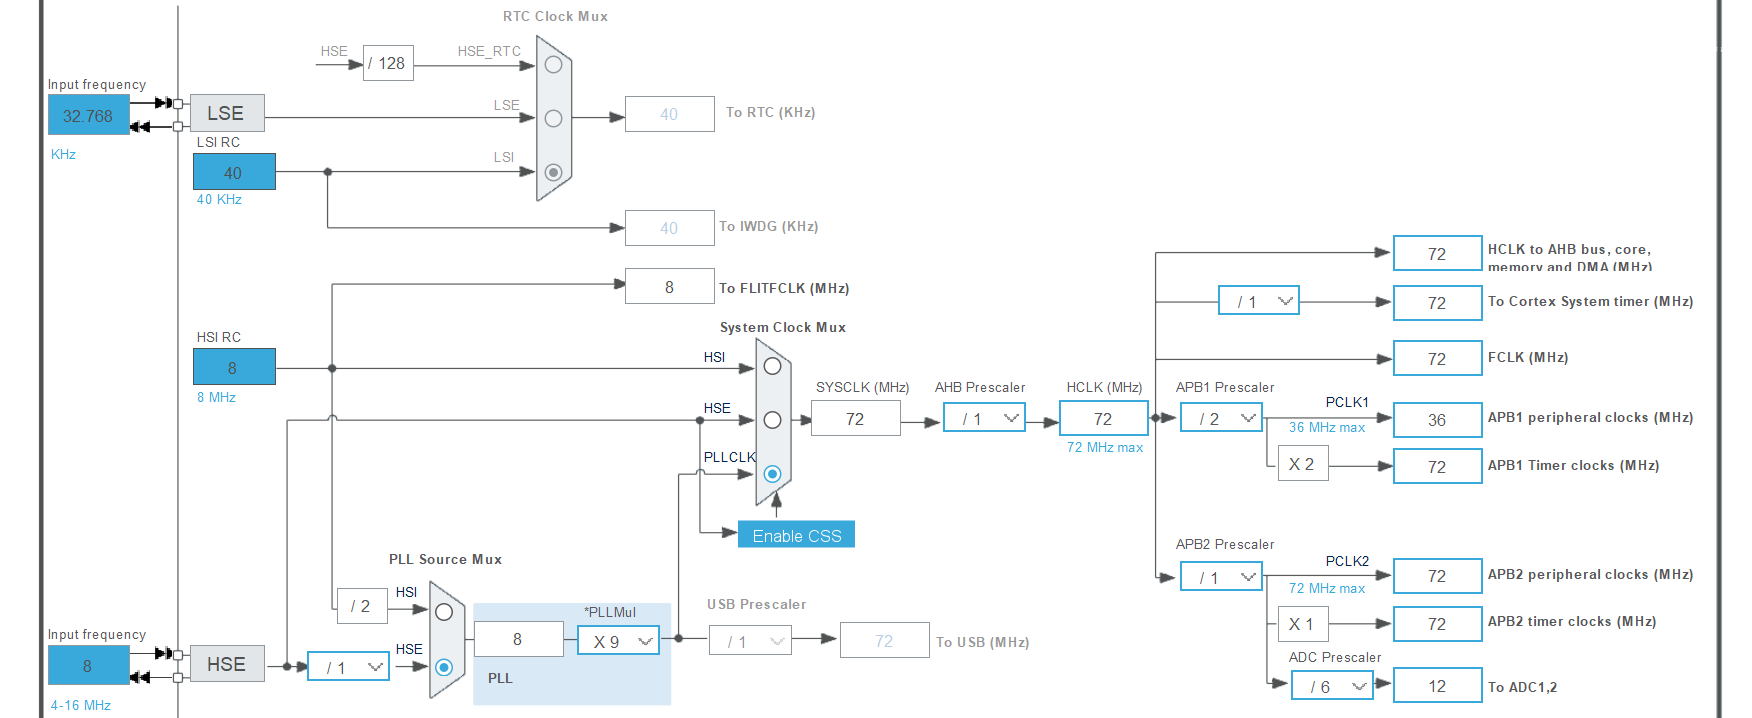 RTC Clock Mux
HSE
/ 128
HSE_RTC
Input frequency
32.768
KHz
LSE
LSE
40
To RTC (KHz)
LSI RC
40
40 KHz
LSI
40
To IWDG (KHz)
8
To FLITFCLK (MHz)
HSI RC
8
8 MHz
System Clock Mux
HSI
HSE
PLLCLK
Enable CSS
SYSCLK (MHz)
72
AHB Prescaler
/ 1
HCLK (MHz)
72
72 MHz max
72
HCLK to AHB bus, core,
memory and DMA (MHz)
/ 1
72
To Cortex System timer (MHz)
72
FCLK (MHz)
APB1 Prescaler
/ 2
PCLK1
36 MHz max
36
APB1 peripheral clocks (MHz)
X 2
72
APB1 Timer clocks (MHz)
APB2 Prescaler
/ 1
PCLK2
72 MHz max
72
APB2 peripheral clocks (MHz)
X 1
72
APB2 timer clocks (MHz)
ADC Prescaler
/ 6
12
To ADC1,2
PLL Source Mux
/ 2
HSI
Input frequency
8
4-16 MHz
HSE
/ 1
HSE
8
*PLLMul
X 9
PLL
USB Prescaler
/ 1
72
To USB (MHz)